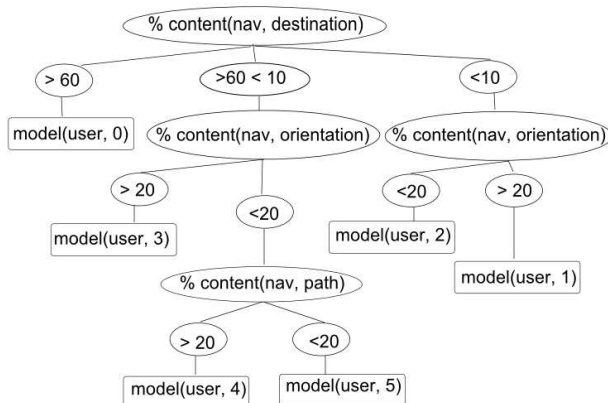 % content(nav, destination)
> 60
>60 < 10
<10
model(user, 0)
% content(nav, orientation)
% content(nav, orientation)
> 20
<20
<20
> 20
model(user, 3)
model(user, 2)
model(user, 1)
% content(nav, path)
> 20
<20
model(user, 4)
model(user, 5)